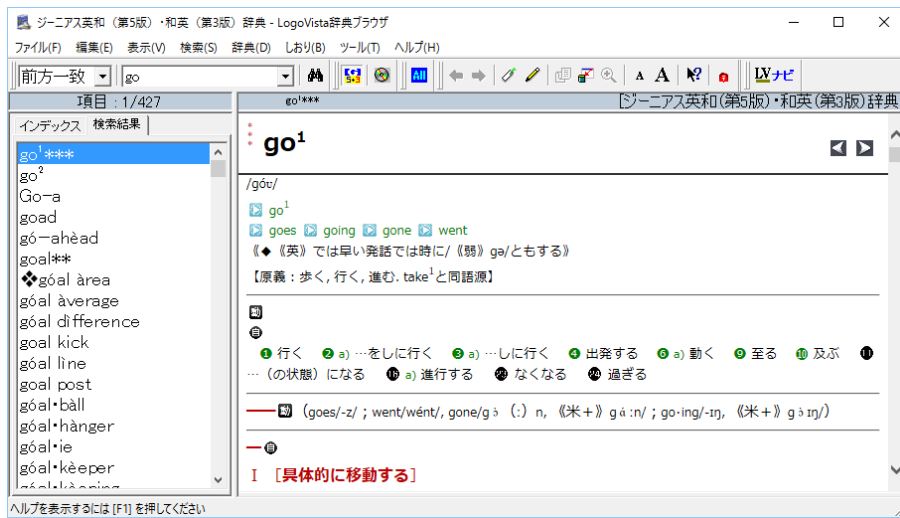 ジーニアス英和（第5版）・和英（第3版）辞典 - LogoVista辞典ブラウザ
ファイル(F) 編集(E) 表示(V) 検索(S) 辞典(D) しおり(B) ツール(T) ヘルプ(H)
前方一致 go All A A LVナビ
項目：1/427 go¹*** [ジーニアス英和(第5版)・和英(第3版)辞典
インデックス 検索結果
go¹***
go²
Go―a
goad
gó―ahèad
goal**
❖góal àrea
góal àverage
góal dìfference
goal kick
góal lìne
goal post
góal•bàll
góal•hànger
góal•ie
góal•kèeper
góal•kèeping
go¹
/góʊ/
go¹
goes going gone went
《◆《英》では早い発話では時に/《弱》gə/ともする》
【原義：歩く, 行く, 進む. take¹と同語源】
動
自
❶ 行く ❷ a) …をしに行く ❸ a) …しに行く ❹ 出発する ❻ a) 動く ❾ 至る ❿ 及ぶ ⓫
…（の状態）になる ⓰ a) 進行する なくなる 過ぎる
動 （goes/-z/ ; went/wént/, gone/gɔ̀（:）n, 《米＋》gɑ́:n/ ; go·ing/-ɪŋ, 《米＋》gɔ̀ɪŋ/）
自
Ⅰ [具体的に移動する]
ヘルプを表示するには [F1] を押してください